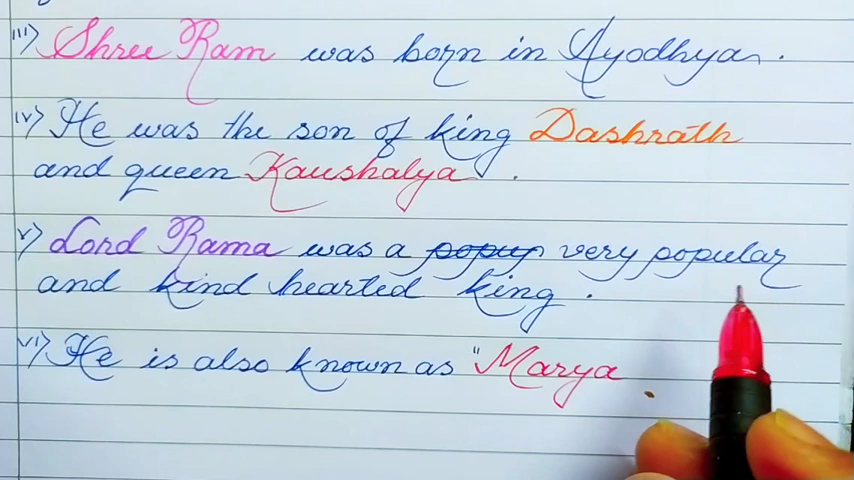 iii) Shree Ram was born in Ayodhya.
iv) He was the son of king Dashrath
and queen Kaushalya.
v) Lord Rama was a popup very popular
and kind hearted king.
vi) He is also known as "Marya